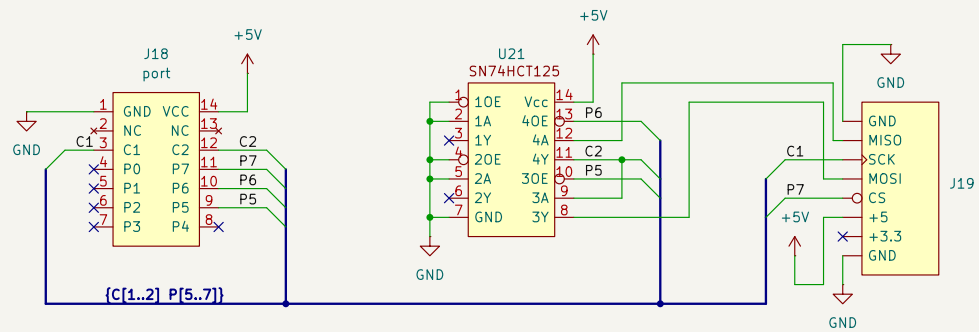 J18
port
+5V
1 GND VCC 14
2 NC NC 13
C1 3 C1 C2 12 C2
4 P0 P7 11 P7
5 P1 P6 10 P6
6 P2 P5 9 P5
7 P3 P4 8
GND
{C[1..2] P[5..7]}
U21
SN74HCT125
+5V
1 1OE Vcc 14
2 1A 4OE 13 P6
3 1Y 4A 12
4 2OE 4Y 11 C2
5 2A 3OE 10 P5
6 2Y 3A 9
7 GND 3Y 8
GND
GND
GND
MISO
C1 SCK
MOSI
P7 CS
+5V +5
+3.3
GND
J19
GND